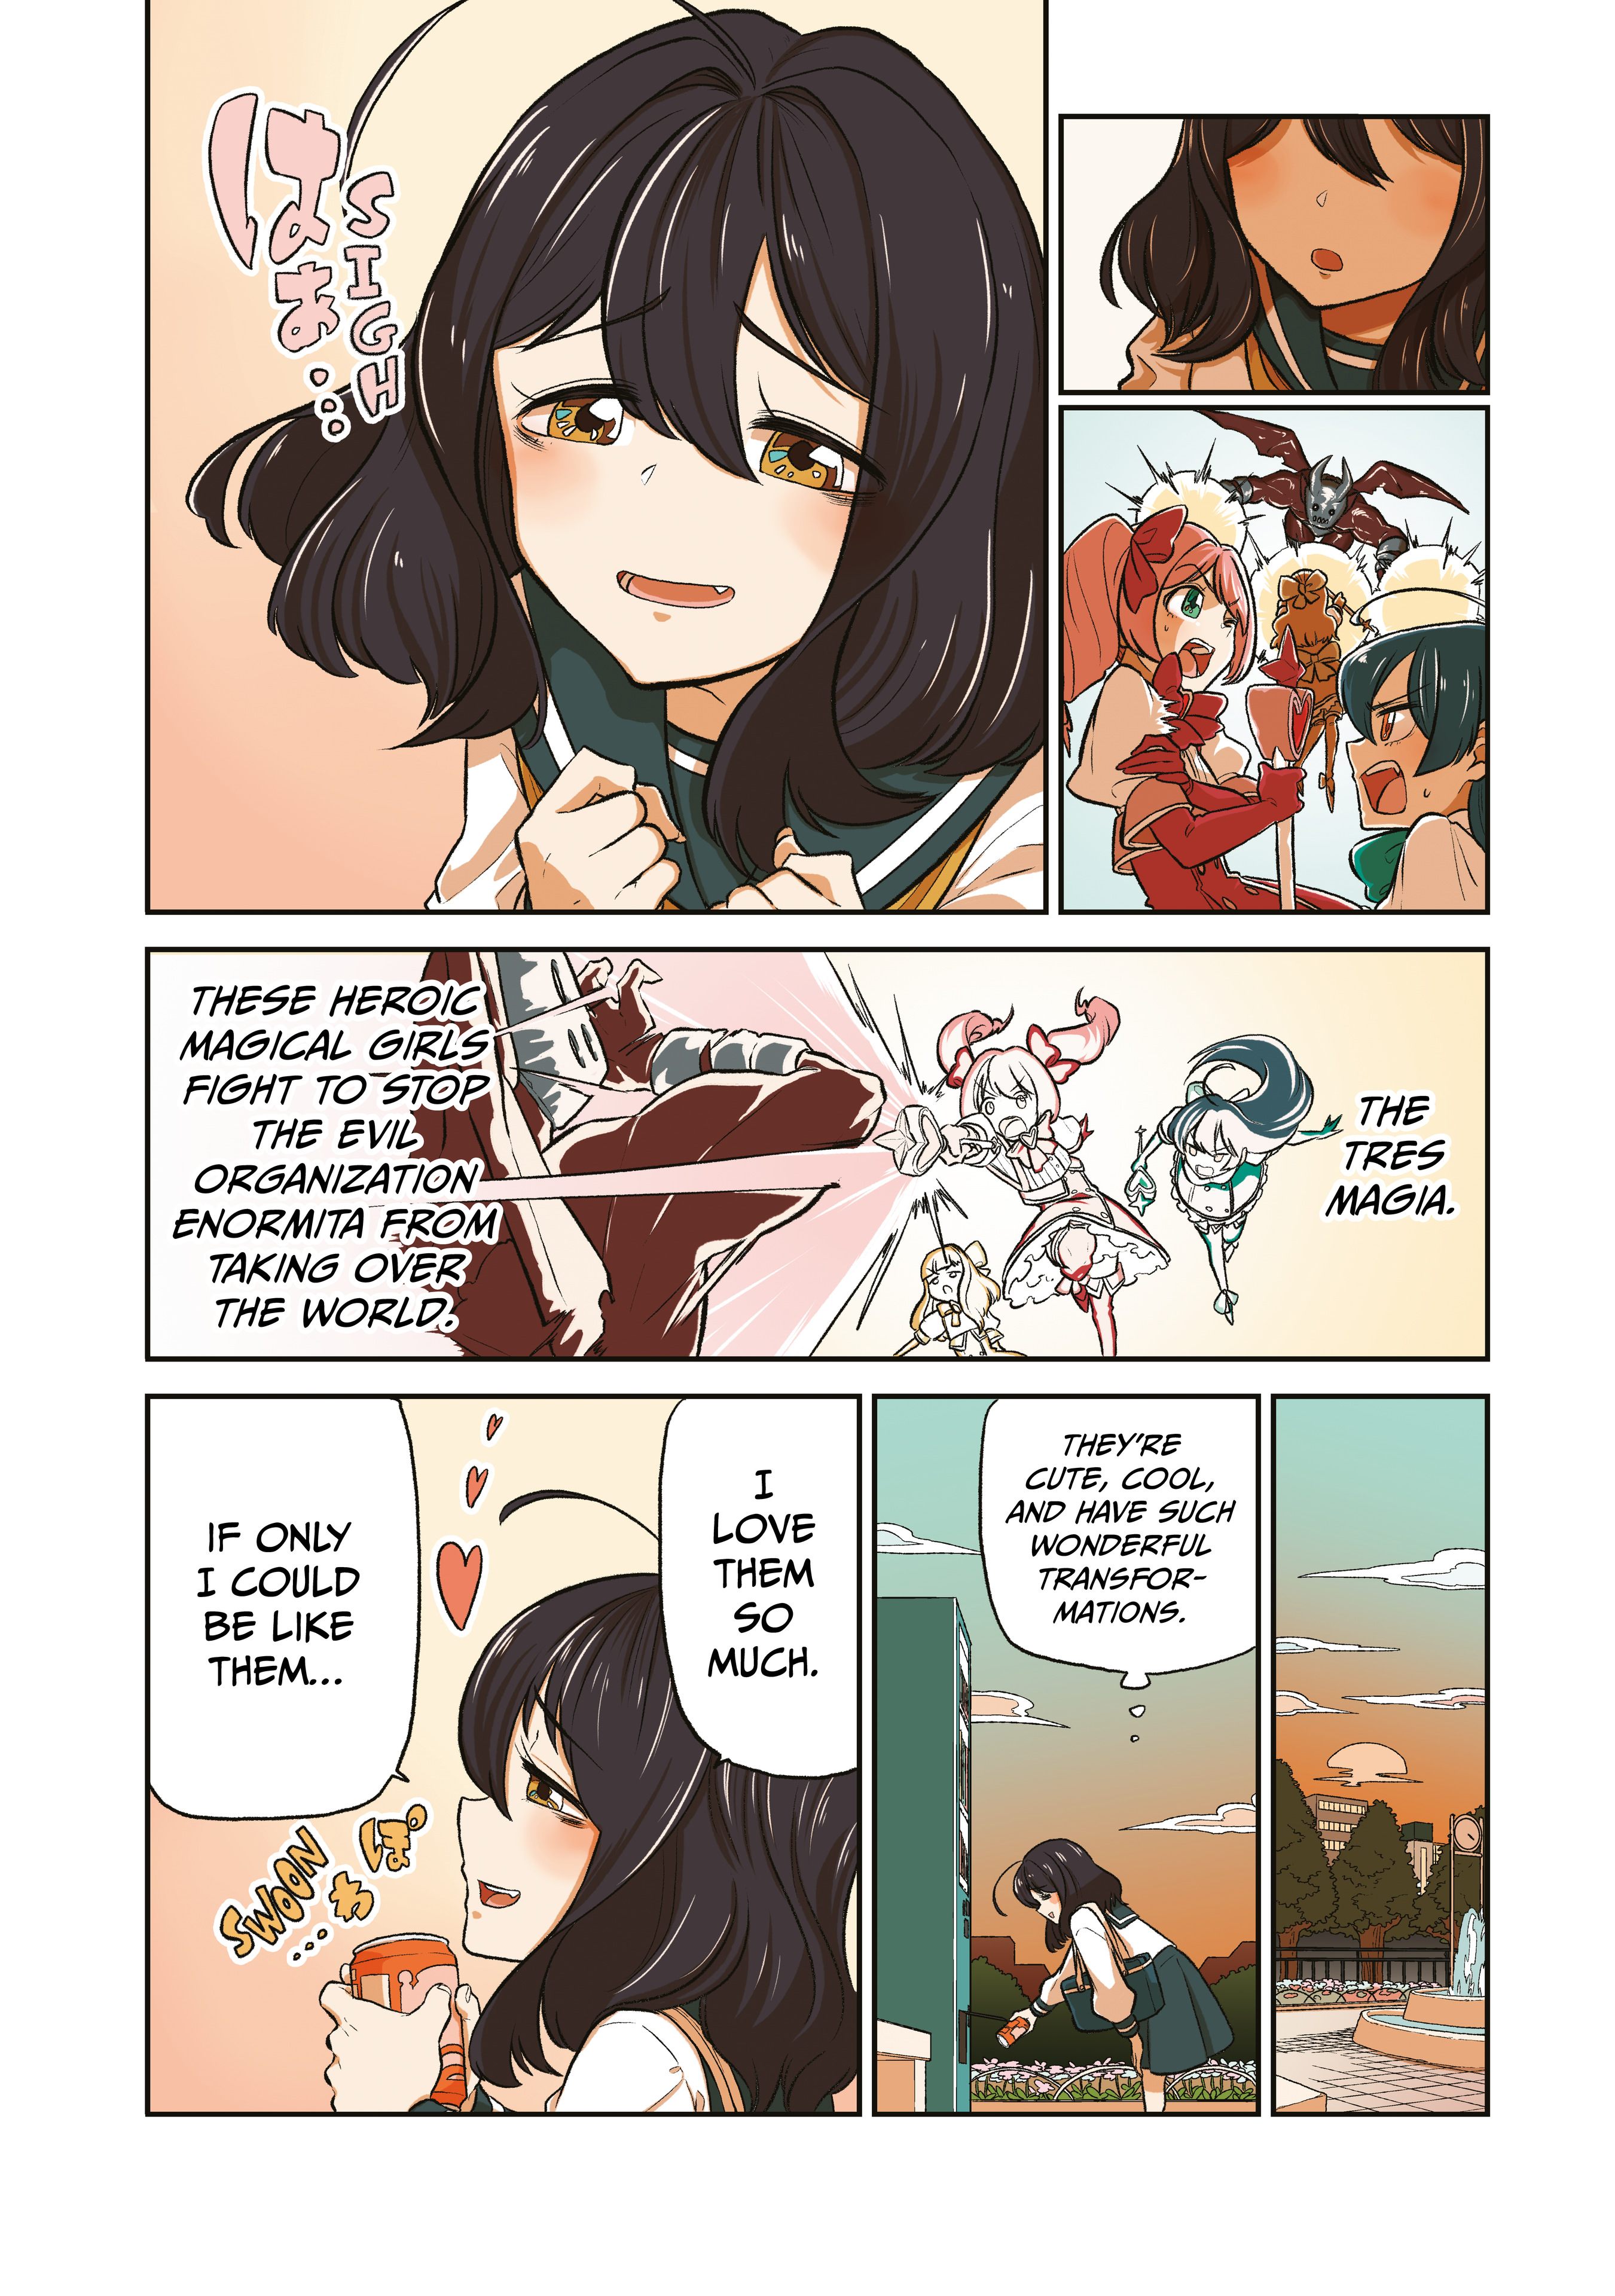 はぁ…
SIGH
THE
TRES
MAGIA.
THESE HEROIC
MAGICAL GIRLS
FIGHT TO STOP
THE EVIL
ORGANIZATION
ENORMITA FROM
TAKING OVER
THE WORLD.
THEY'RE
CUTE, COOL,
AND HAVE SUCH
WONDERFUL
TRANSFOR-
MATIONS.
I
LOVE
THEM
SO
MUCH.
IF ONLY
I COULD
BE LIKE
THEM...
ぽわ…
SWOON